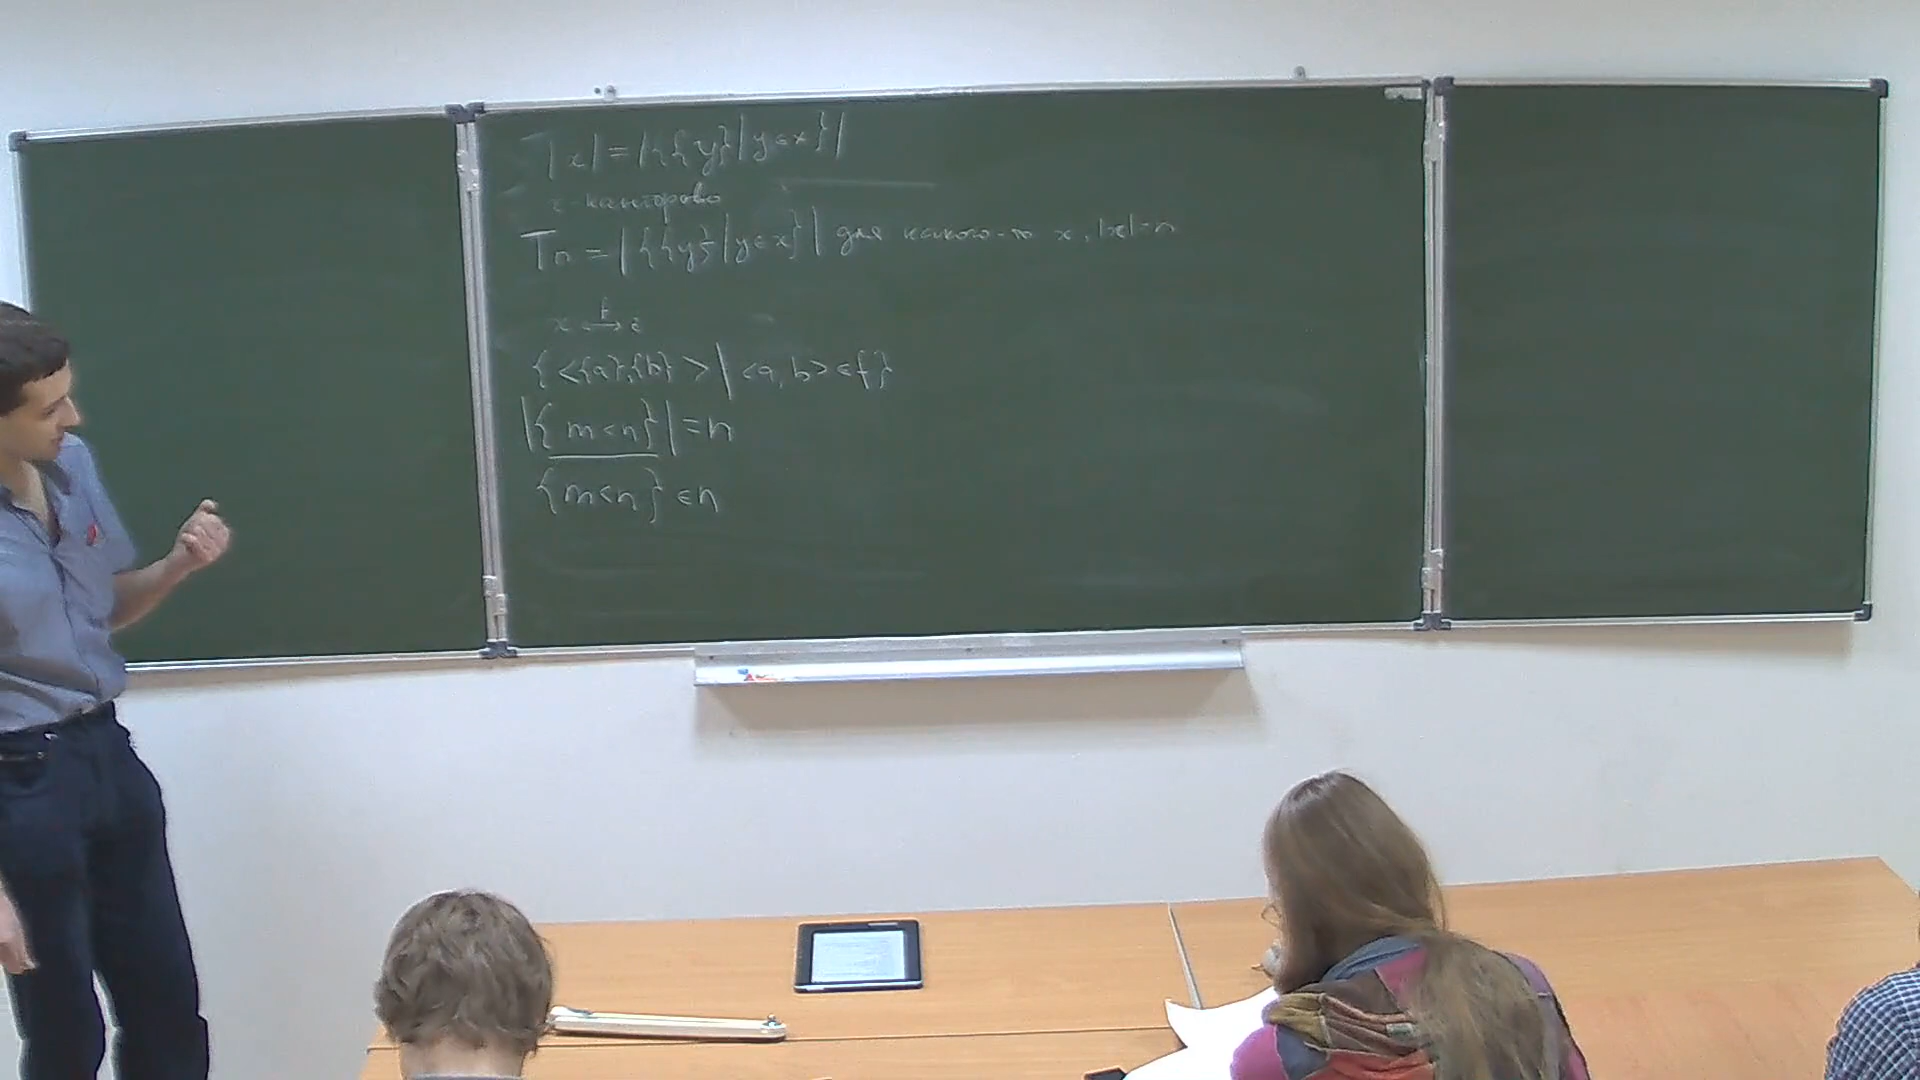 T|x| = |{{y}|y∈x}|
x - канторово
Tn = |{{y}|y∈x}| для какого-то x, |x|=n
x ⟷ z
{<{a},{b}>|<a,b>∈f}
|{m<n}|=n
{m<n}∈n